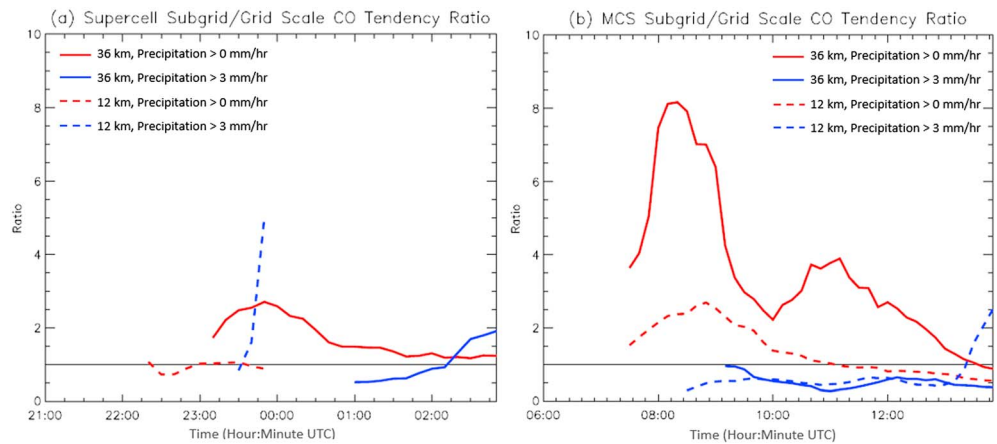 (a) Supercell Subgrid/Grid Scale CO Tendency Ratio
10
8
6
4
2
0
Ratio
36 km, Precipitation > 0 mm/hr
36 km, Precipitation > 3 mm/hr
12 km, Precipitation > 0 mm/hr
12 km, Precipitation > 3 mm/hr
21:00 22:00 23:00 00:00 01:00 02:00
Time (Hour:Minute UTC)
(b) MCS Subgrid/Grid Scale CO Tendency Ratio
10
8
6
4
2
0
Ratio
36 km, Precipitation > 0 mm/hr
36 km, Precipitation > 3 mm/hr
12 km, Precipitation > 0 mm/hr
12 km, Precipitation > 3 mm/hr
06:00 08:00 10:00 12:00
Time (Hour:Minute UTC)